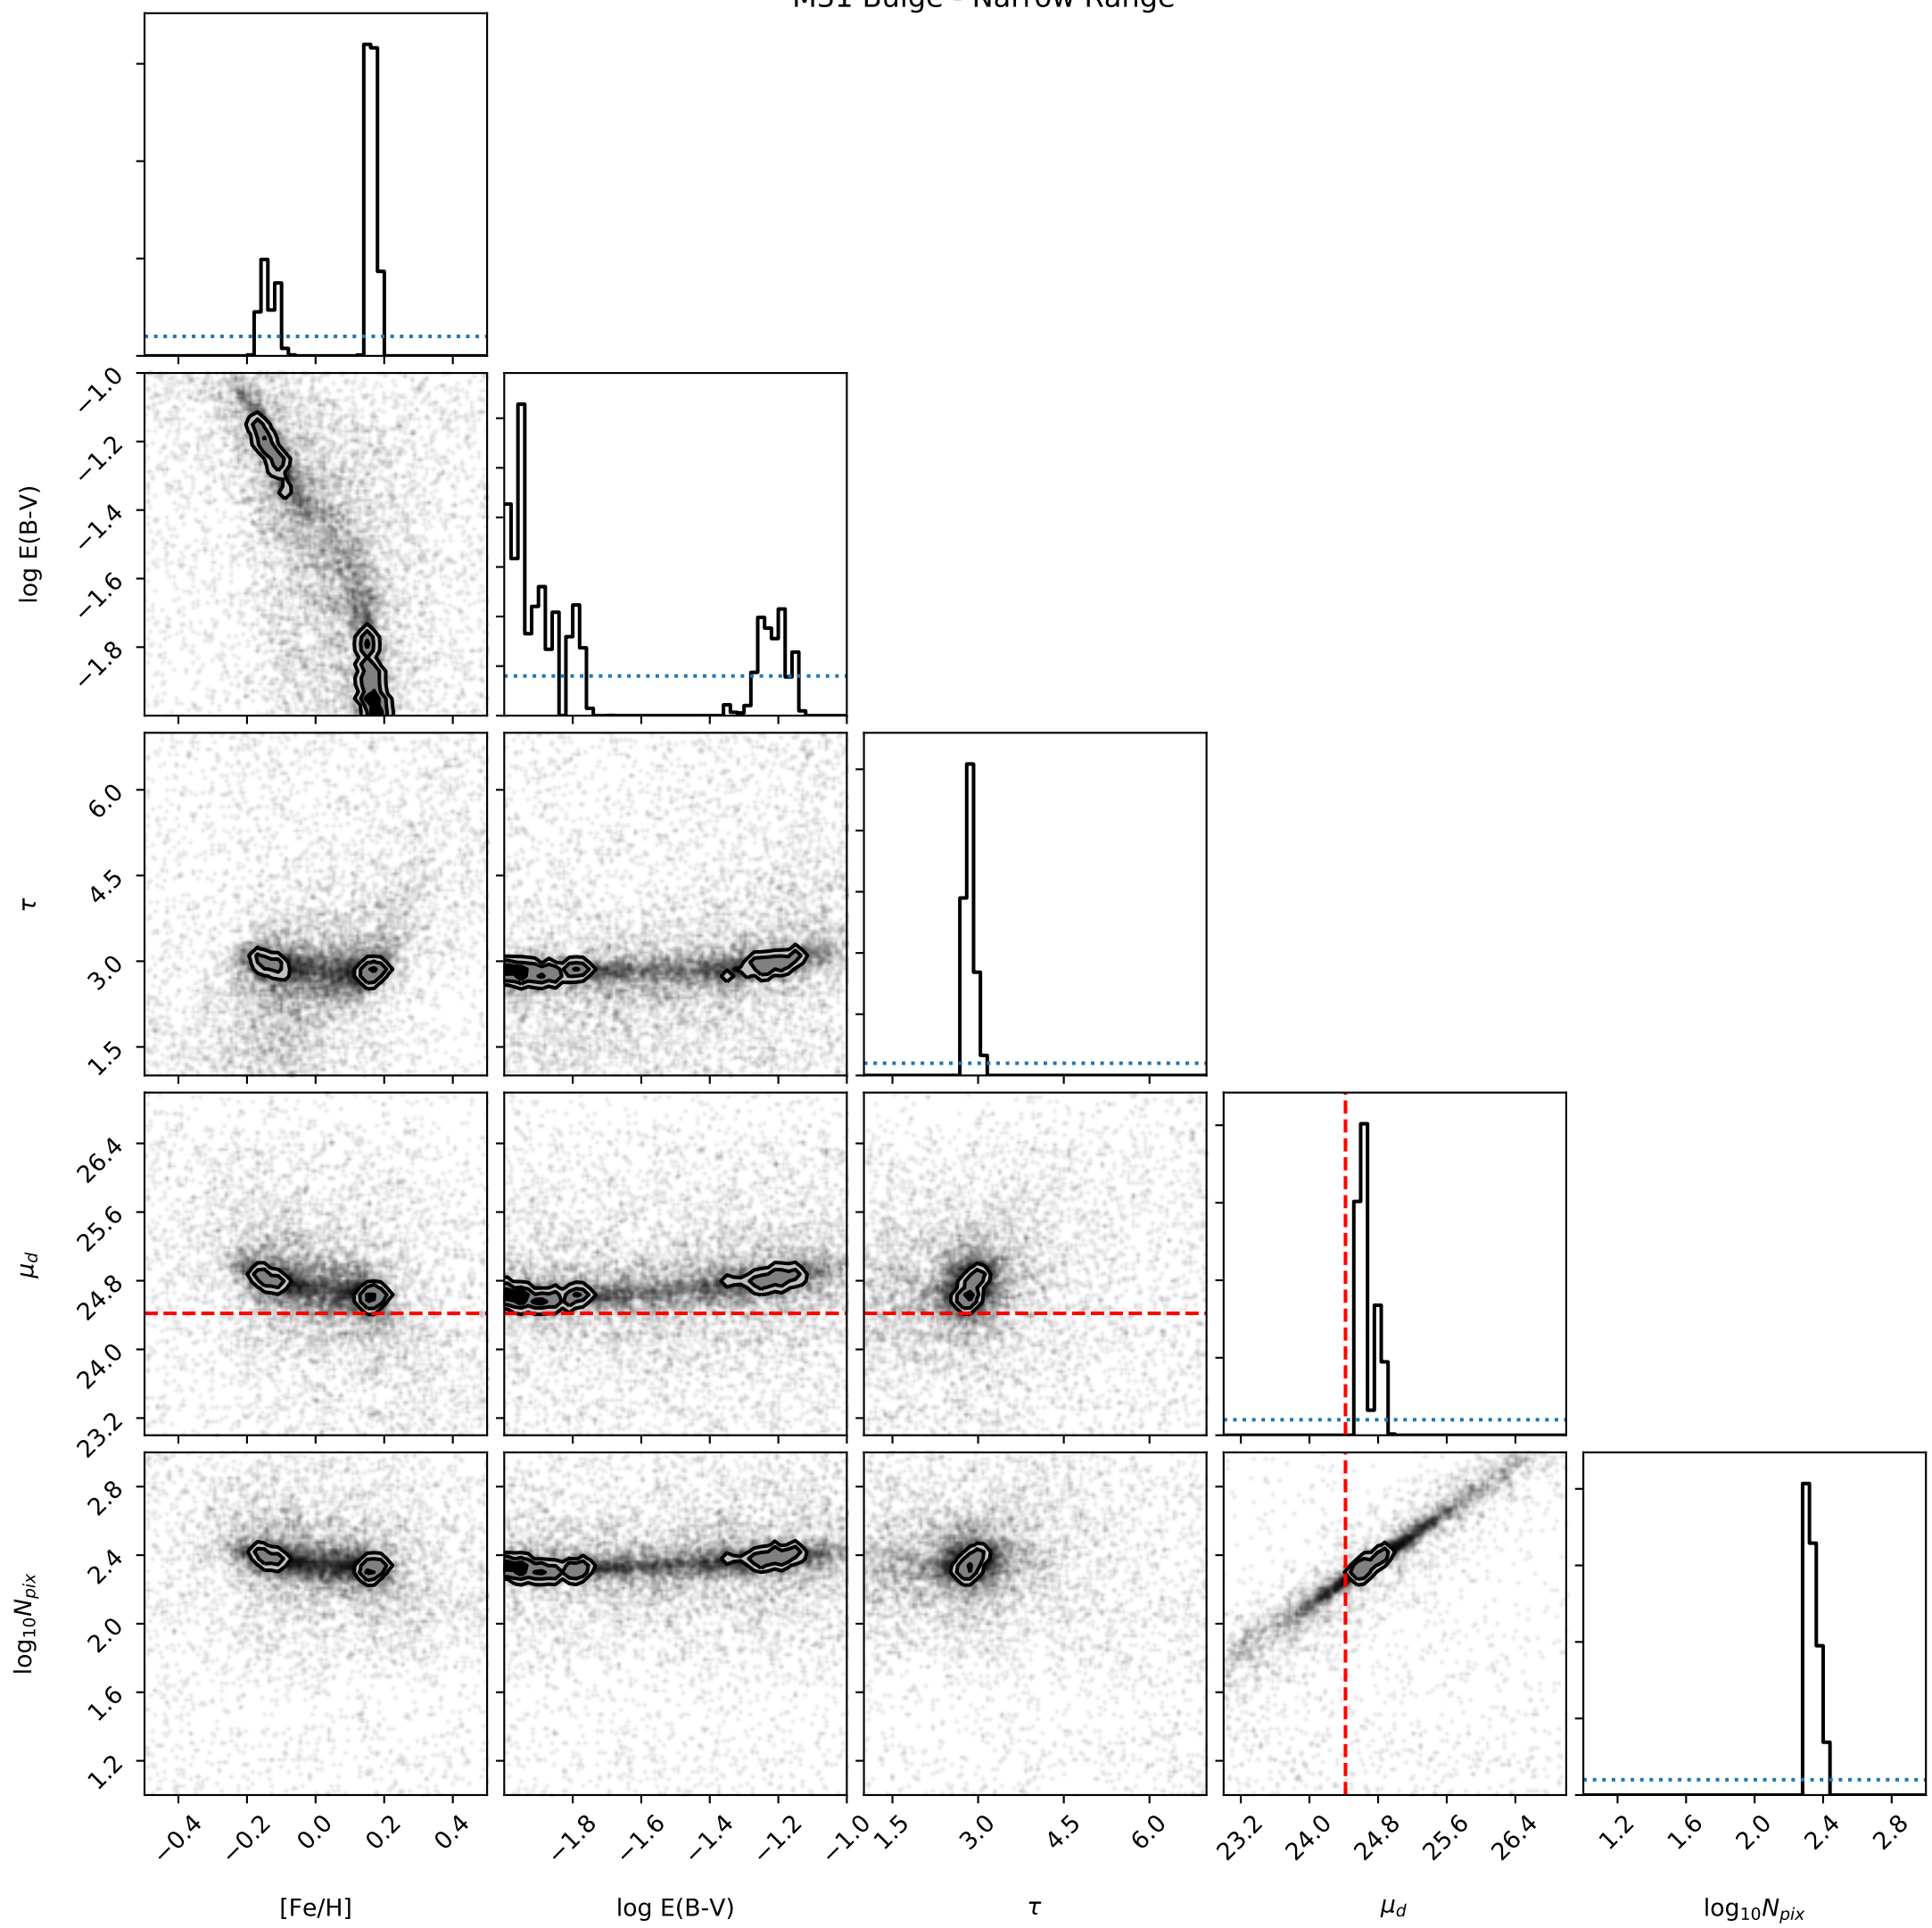 M31 Bulge - Narrow Range
log E(B-V)
−1.0
−1.2
−1.4
−1.6
−1.8
τ
6.0
4.5
3.0
1.5
μd
26.4
25.6
24.8
24.0
23.2
log10Npix
2.8
2.4
2.0
1.6
1.2
−0.4 −0.2 0.0 0.2 0.4 −1.8 −1.6 −1.4 −1.2 −1.0 1.5 3.0 4.5 6.0 23.2 24.0 24.8 25.6 26.4 1.2 1.6 2.0 2.4 2.8
[Fe/H] log E(B-V) τ μd log10Npix